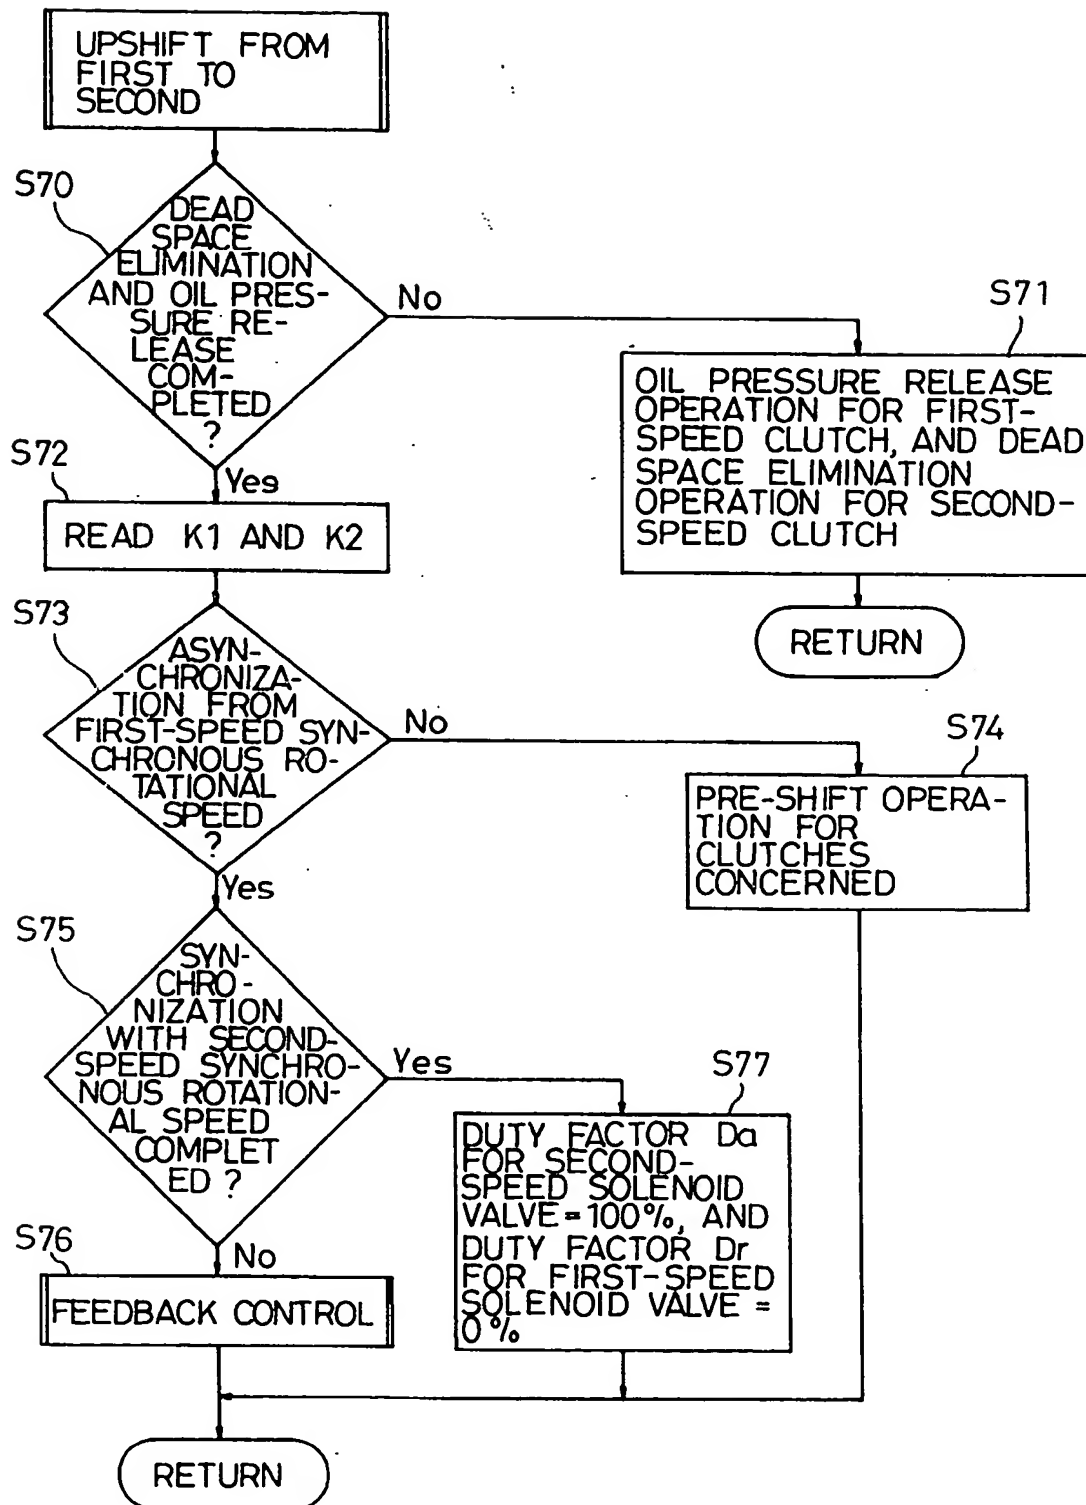 UPSHIFT FROM
FIRST TO
SECOND
S70
DEAD
SPACE
ELIMINATION
AND OIL PRES-
SURE RE-
LEASE
COM-
PLETED
?
No
S71
OIL PRESSURE RELEASE
OPERATION FOR FIRST-
SPEED CLUTCH, AND DEAD
SPACE ELIMINATION
OPERATION FOR SECOND-
SPEED CLUTCH
RETURN
Yes
S72
READ K1 AND K2
S73
ASYN-
CHRONIZA-
TION FROM
FIRST-SPEED SYN-
CHRONOUS RO-
TATIONAL
SPEED
?
No
S74
PRE-SHIFT OPERA-
TION FOR
CLUTCHES
CONCERNED
Yes
S75
SYN-
CHRO-
NIZATION
WITH SECOND-
SPEED SYNCHRO-
NOUS ROTATION-
AL SPEED
COMPLET
ED ?
Yes
S77
DUTY FACTOR Da
FOR SECOND-
SPEED SOLENOID
VALVE=100%, AND
DUTY FACTOR Dr
FOR FIRST-SPEED
SOLENOID VALVE =
0%
No
S76
FEEDBACK CONTROL
RETURN